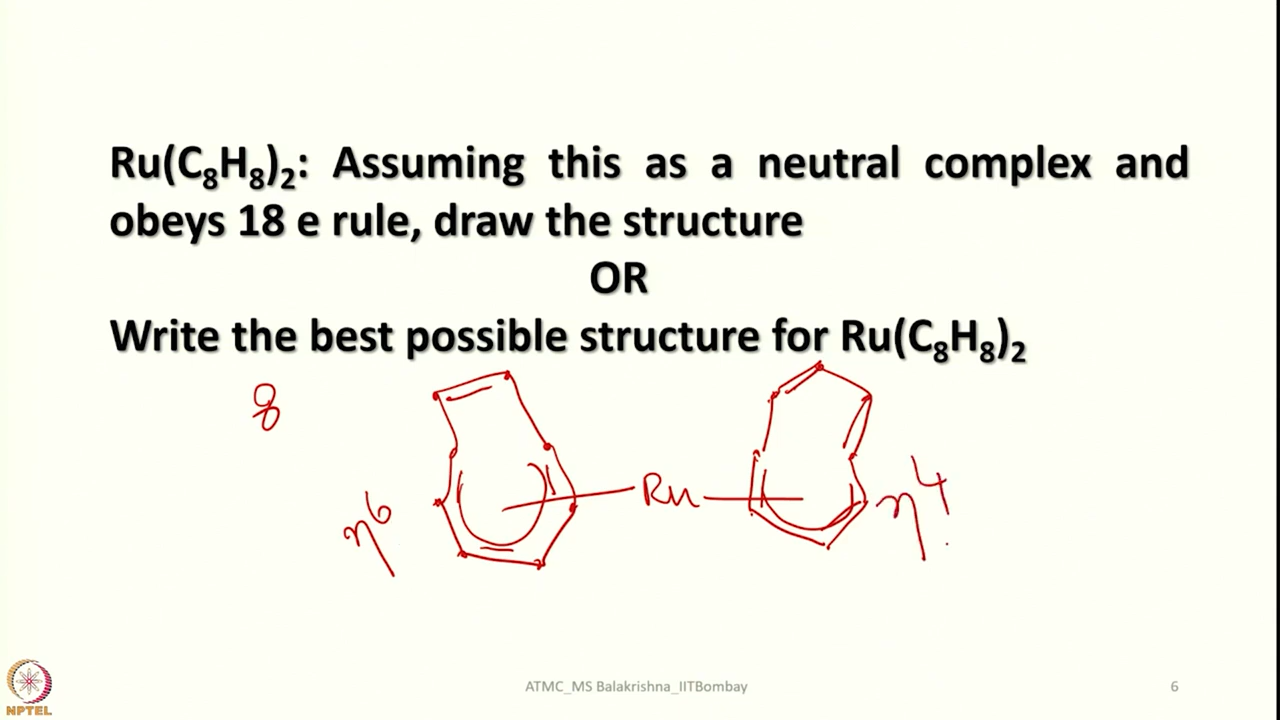 Ru(C₈H₈)₂: Assuming this as a neutral complex and
obeys 18 e rule, draw the structure
OR
Write the best possible structure for Ru(C₈H₈)₂
8
η⁶ Ru η⁴
NPTEL
ATMC_MS Balakrishna_IITBombay
6